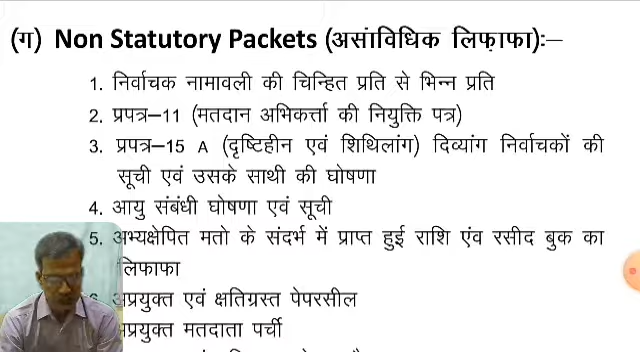 (ग) Non Statutory Packets (असांविधिक लिफ़ाफा):–
1. निर्वाचक नामावली की चिन्हित प्रति से भिन्न प्रति
2. प्रपत्र–11 (मतदान अभिकर्त्ता की नियुक्ति पत्र)
3. प्रपत्र–15 A (दृष्टिहीन एवं शिथिलांग) दिव्यांग निर्वाचकों की
सूची एवं उसके साथी की घोषणा
4. आयु संबंधी घोषणा एवं सूची
5. अभ्यक्षेपित मतो के संदर्भ में प्राप्त हुई राशि एंव रसीद बुक का
लिफाफा
अप्रयुक्त एवं क्षतिग्रस्त पेपरसील
अप्रयुक्त मतदाता पर्ची